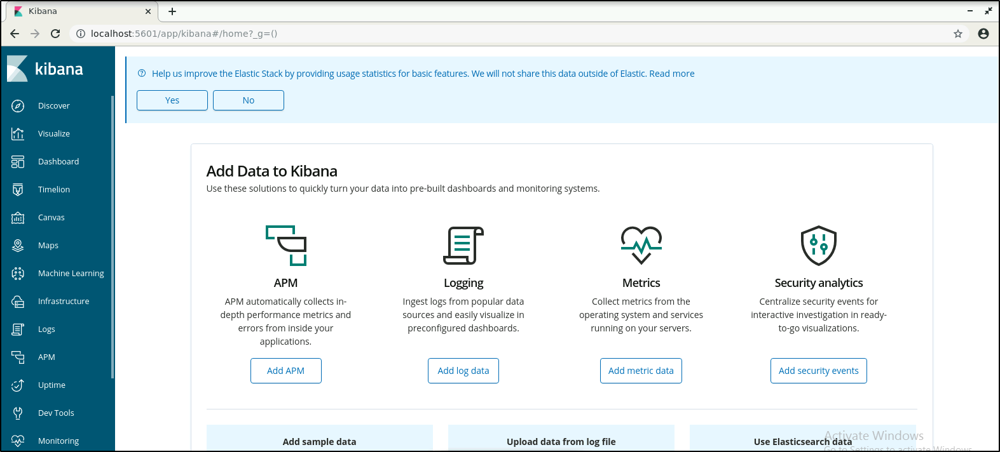 Kibana
localhost:5601/app/kibana#/home?_g=()
kibana
Discover
Visualize
Dashboard
Timelion
Canvas
Maps
Machine Learning
Infrastructure
Logs
APM
Uptime
Dev Tools
Monitoring
Help us improve the Elastic Stack by providing usage statistics for basic features. We will not share this data outside of Elastic. Read more
Yes
No
Add Data to Kibana
Use these solutions to quickly turn your data into pre-built dashboards and monitoring systems.
APM
APM automatically collects in-
depth performance metrics and
errors from inside your
applications.
Add APM
Logging
Ingest logs from popular data
sources and easily visualize in
preconfigured dashboards.
Add log data
Metrics
Collect metrics from the
operating system and services
running on your servers.
Add metric data
Security analytics
Centralize security events for
interactive investigation in ready-
to-go visualizations.
Add security events
Add sample data
Upload data from log file
Use Elasticsearch data
Activate Windows
Go to Settings to activate Windows.